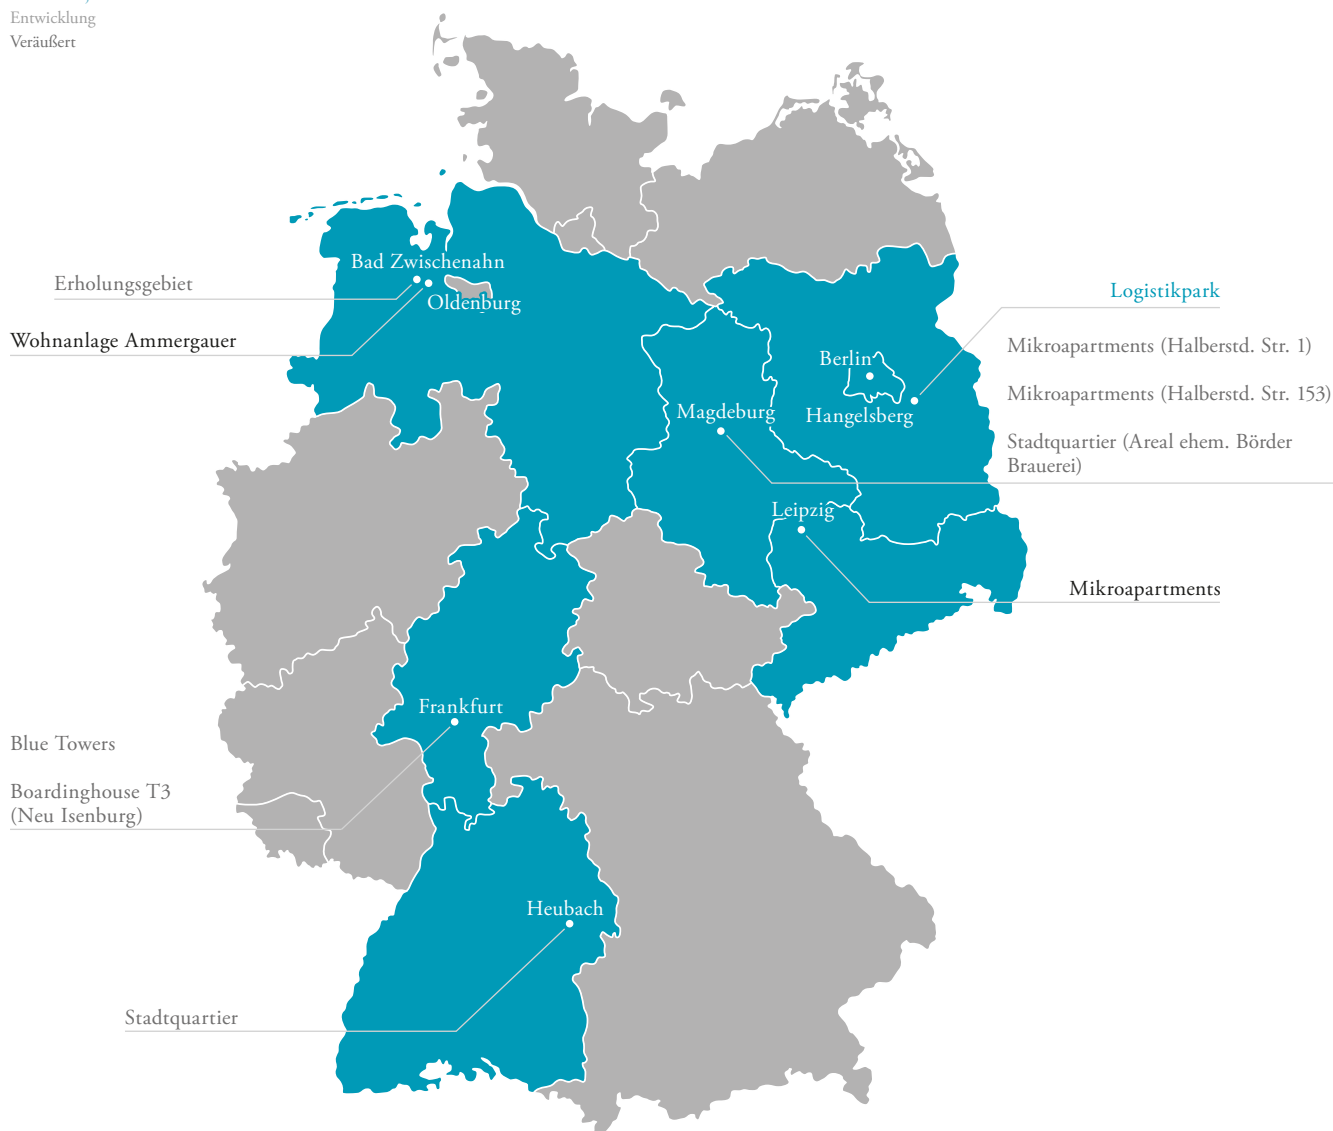 Entwicklung
Veräußert
Bad Zwischenahn
Erholungsgebiet
Oldenburg
Logistikpark
Wohnanlage Ammergauer
Mikroapartments (Halberstd. Str. 1)
Berlin
Mikroapartments (Halberstd. Str. 153)
Magdeburg
Hangelsberg
Stadtquartier (Areal ehem. Börder
Brauerei)
Leipzig
Mikroapartments
Frankfurt
Blue Towers
Boardinghouse T3
(Neu Isenburg)
Heubach
Stadtquartier